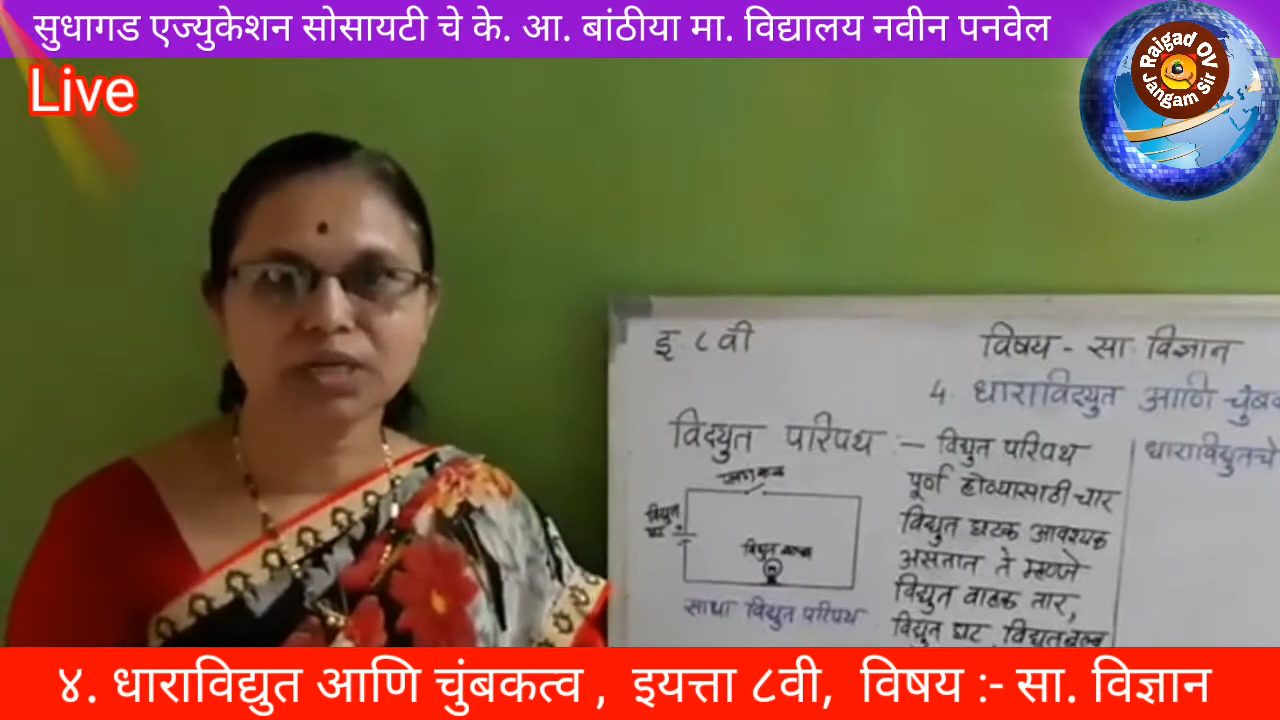 सुधागड एज्युकेशन सोसायटी चे के. आ. बांठीया मा. विद्यालय नवीन पनवेल
Raigad OV
Jangam Sir
Live
इ ८वी
विषय - सा. विज्ञान
4. धाराविद्युत आणि चुंबक
विद्युत परिपथ :— विद्युत परिपथ
पूर्ण होण्यासाठी चार
विद्युत घटक आवश्यक
असतात ते म्हणजे
विद्युत वाहक तार,
विद्युत घट, विद्युतबल्ब
धाराविद्युतचे
विद्युत
घट
विद्युत बल्ब
साधा विद्युत परिपथ
४. धाराविद्युत आणि चुंबकत्व , इयत्ता ८वी, विषय :- सा. विज्ञान